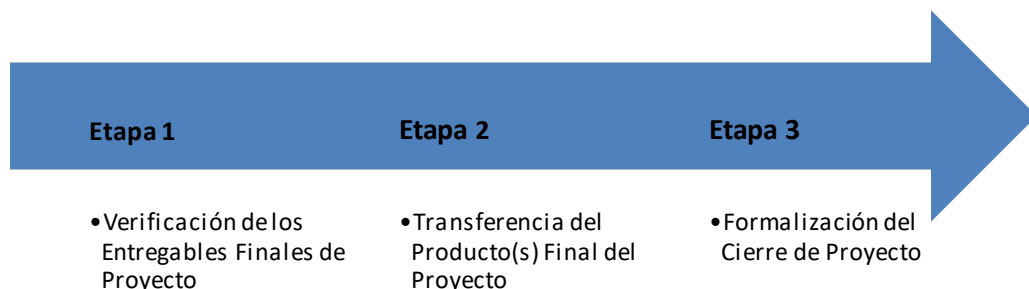 Etapa 1
Etapa 2
Etapa 3
•Verificación de los
Entregables Finales de
Proyecto
•Transferencia del
Producto(s) Final del
Proyecto
•Formalización del
Cierre de Proyecto